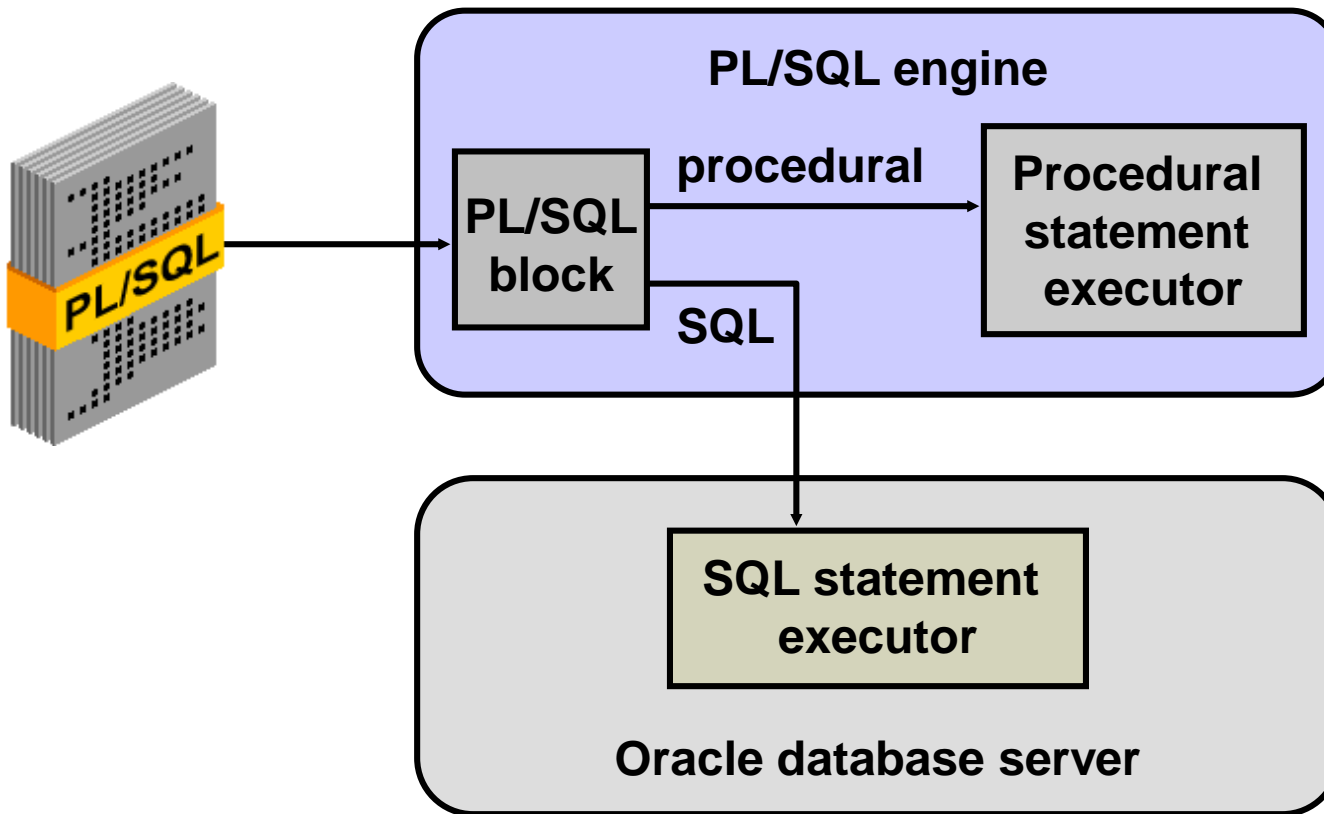 PL/SQL engine
PL/SQL
PL/SQL
block
procedural
SQL
Procedural
statement
executor
SQL statement
executor
Oracle database server